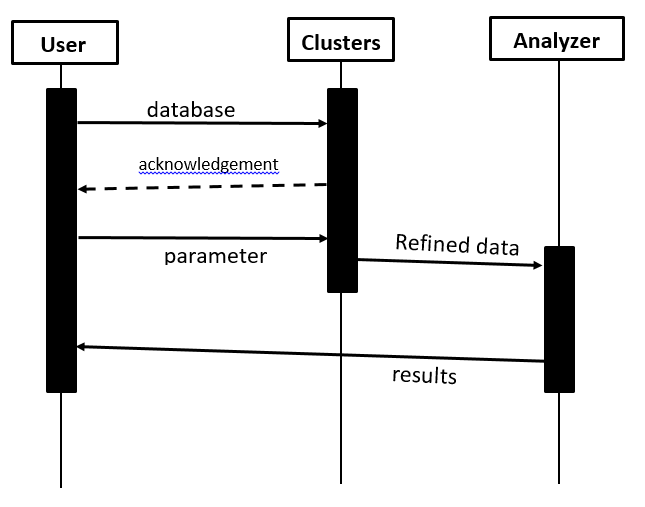 User
Clusters
Analyzer
database
acknowledgement
Refined data
parameter
results